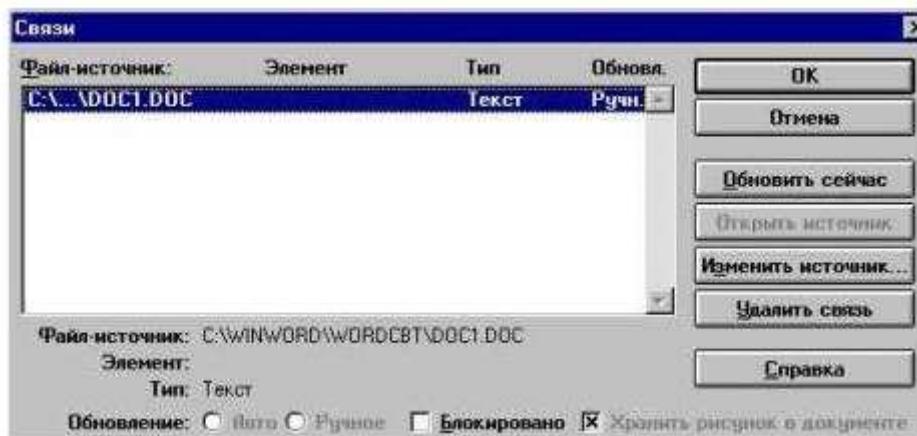 Связи
Файл-источник: Элемент Тип Обновл.
C:\...\DOC1.DOC Текст Ручн.
OK
Отмена
Обновить сейчас
Открыть источник
Изменить источник...
Удалить связь
Справка
Файл-источник: C:\WINWORD\WORDCBT\DOC1.DOC
Элемент:
Тип: Текст
Обновление: Авто Ручное Блокировано Хранить рисунок в документе